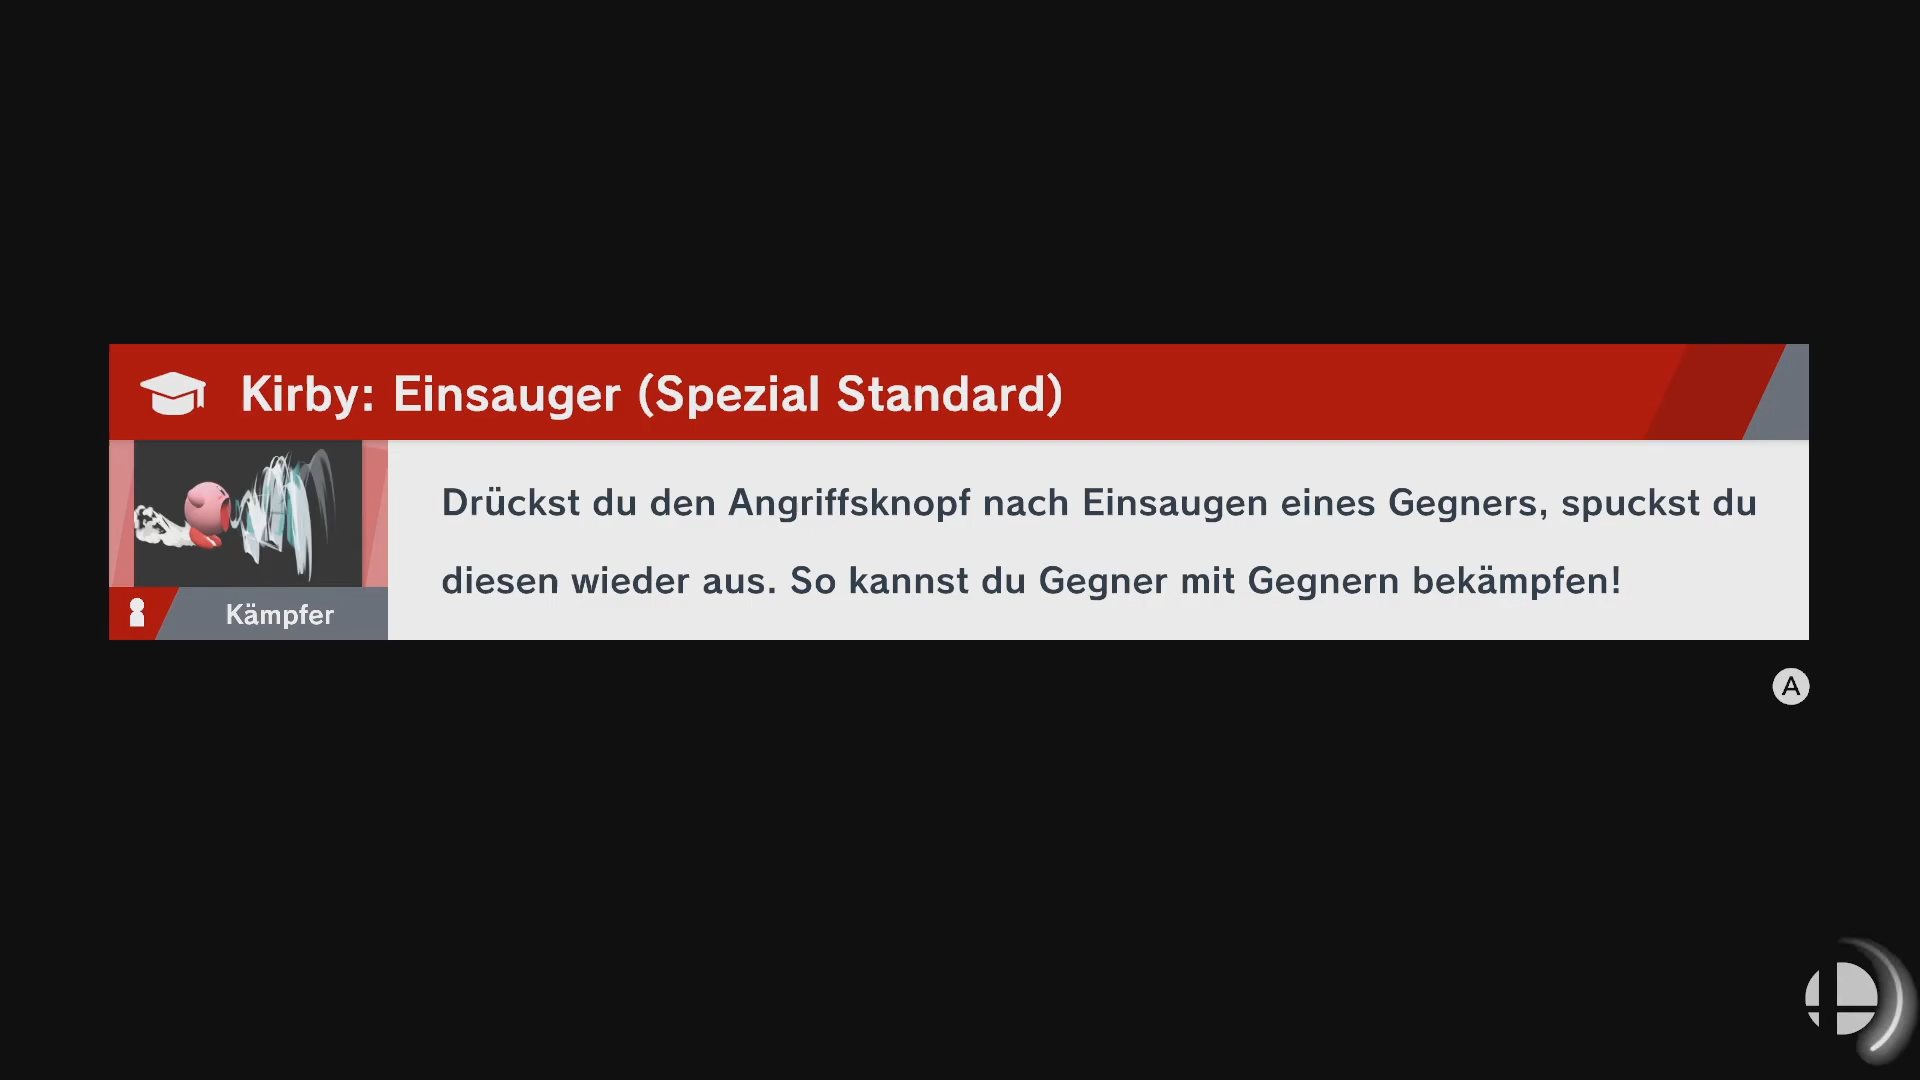 Kirby: Einsauger (Spezial Standard)
Drückst du den Angriffsknopf nach Einsaugen eines Gegners, spuckst du
diesen wieder aus. So kannst du Gegner mit Gegnern bekämpfen!
Kämpfer
A